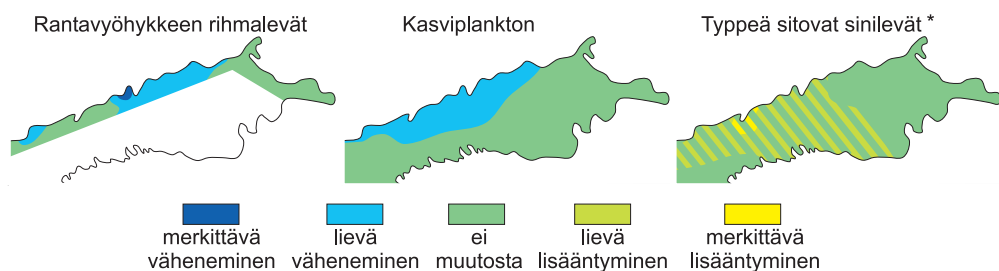 Rantavyöhykkeen rihmalevät
Kasviplankton
Typpeä sitovat sinilevät *
merkittävä
väheneminen
lievä
väheneminen
ei
muutosta
lievä
lisääntyminen
merkittävä
lisääntyminen